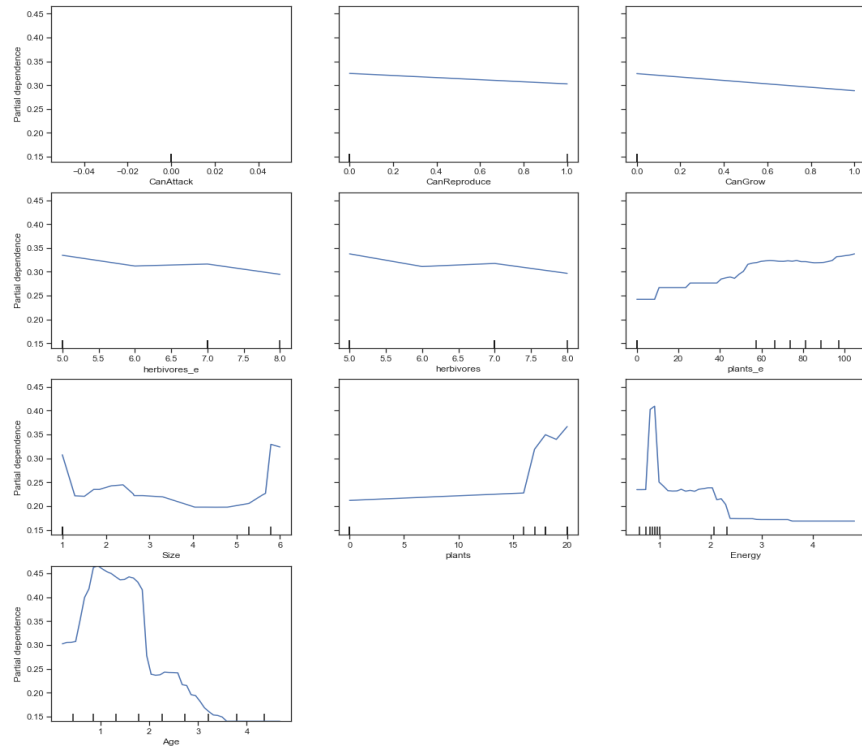 0.45
0.40
0.35
0.30
0.25
0.20
0.15
Partial dependence
−0.04 −0.02 0.00 0.02 0.04
CanAttack
0.0 0.2 0.4 0.6 0.8 1.0
CanReproduce
0.0 0.2 0.4 0.6 0.8 1.0
CanGrow
0.45
0.40
0.35
0.30
0.25
0.20
0.15
Partial dependence
5.0 5.5 6.0 6.5 7.0 7.5 8.0
herbivores_e
5.0 5.5 6.0 6.5 7.0 7.5 8.0
herbivores
0 20 40 60 80 100
plants_e
0.45
0.40
0.35
0.30
0.25
0.20
0.15
Partial dependence
1 2 3 4 5 6
Size
0 5 10 15 20
plants
1 2 3 4
Energy
0.45
0.40
0.35
0.30
0.25
0.20
0.15
Partial dependence
1 2 3 4
Age